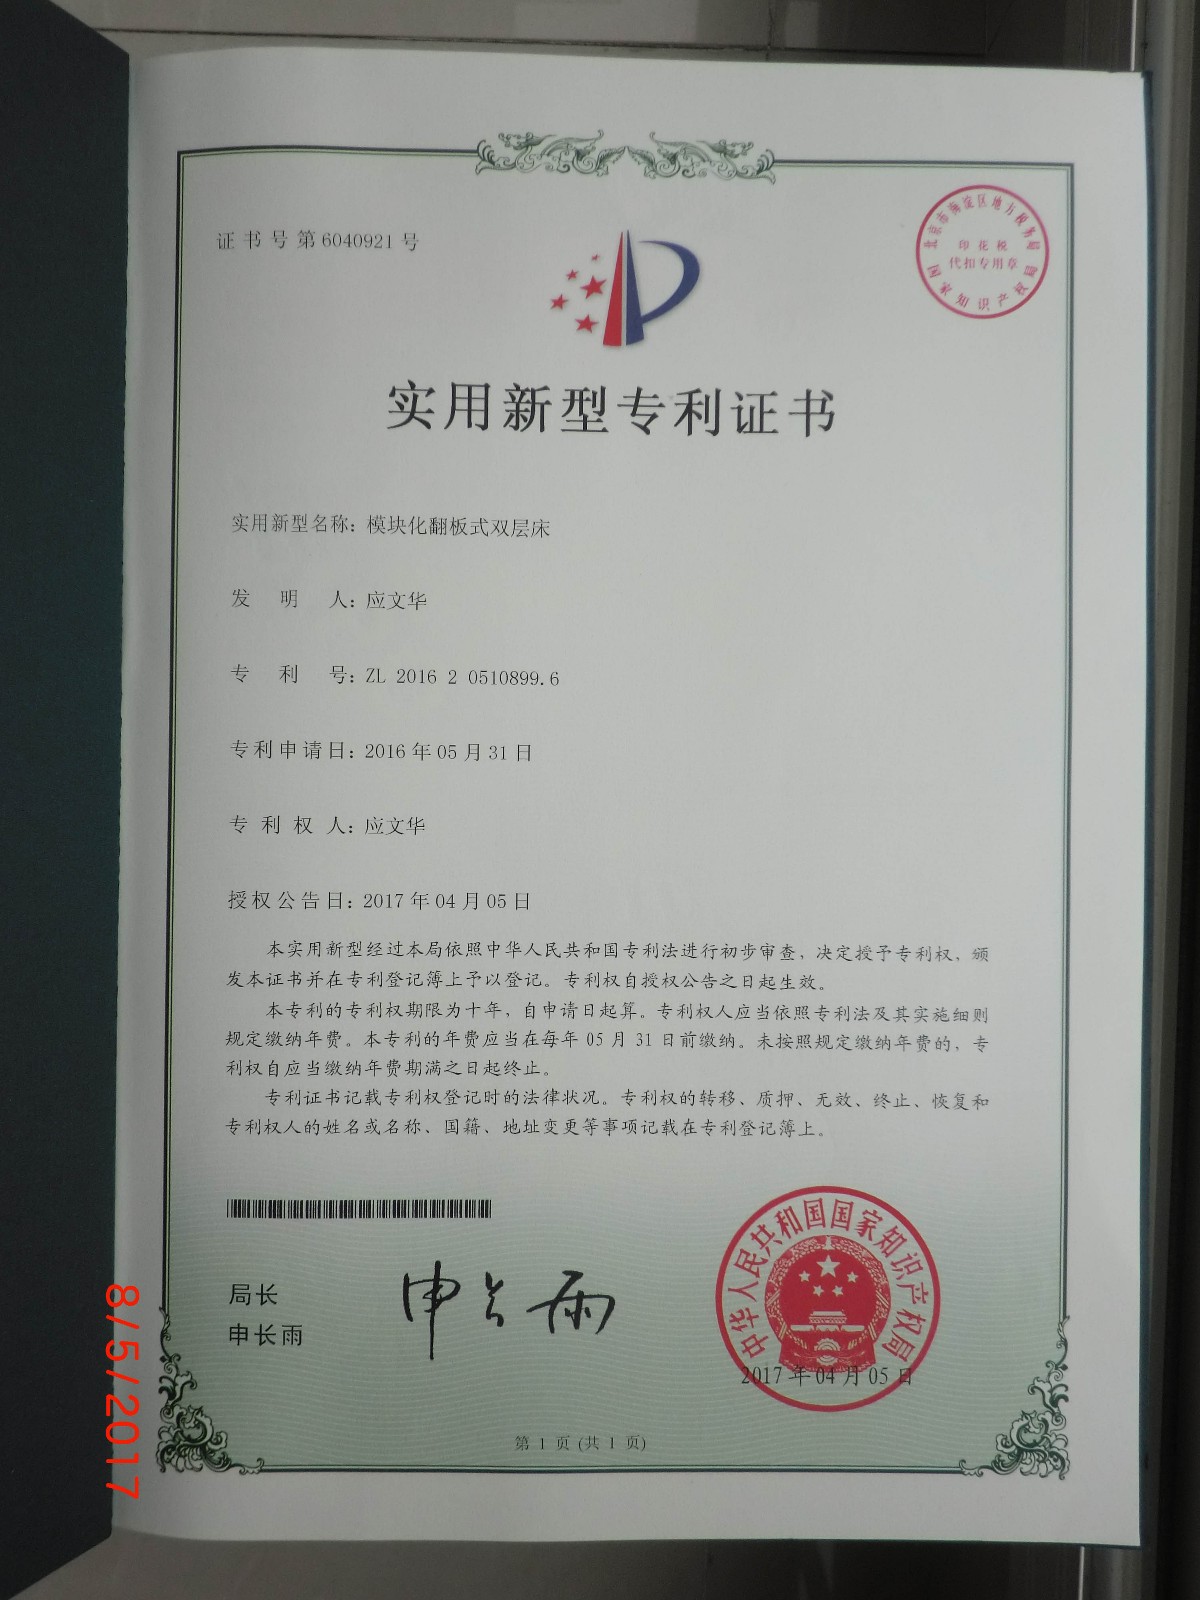 证书号第6040921号
北京市海淀区地方税务局
印花税
代扣专用章
国家知识产权局
实用新型专利证书
实用新型名称：模块化翻板式双层床
发明人：应文华
专利号：ZL 2016 2 0510899.6
专利申请日：2016年05月31日
专利权人：应文华
授权公告日：2017年04月05日
本实用新型经过本局依照中华人民共和国专利法进行初步审查，决定授予专利权，颁
发本证书并在专利登记簿上予以登记。专利权自授权公告之日起生效。
本专利的专利权期限为十年，自申请日起算。专利权人应当依照专利法及其实施细则
规定缴纳年费。本专利的年费应当在每年 05 月 31 日前缴纳。未按照规定缴纳年费的，专
利权自应当缴纳年费期满之日起终止。
专利证书记载专利权登记时的法律状况。专利权的转移、质押、无效、终止、恢复和
专利权人的姓名或名称、国籍、地址变更等事项记载在专利登记簿上。
局长
申长雨
申长雨
中华人民共和国国家知识产权局
2017年04月05日
第 1 页 (共 1 页)
8/5/2017